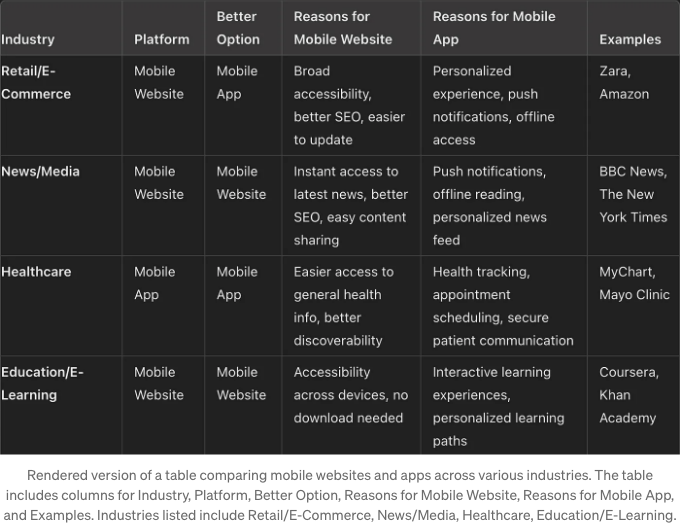 Industry Platform Better Option Reasons for Mobile Website Reasons for Mobile App Examples
Retail/E-Commerce Mobile Website Mobile App Broad accessibility, better SEO, easier to update Personalized experience, push notifications, offline access Zara, Amazon
News/Media Mobile Website Mobile Website Instant access to latest news, better SEO, easy content sharing Push notifications, offline reading, personalized news feed BBC News, The New York Times
Healthcare Mobile App Mobile App Easier access to general health info, better discoverability Health tracking, appointment scheduling, secure patient communication MyChart, Mayo Clinic
Education/E-Learning Mobile Website Mobile Website Accessibility across devices, no download needed Interactive learning experiences, personalized learning paths Coursera, Khan Academy
Rendered version of a table comparing mobile websites and apps across various industries. The table
includes columns for Industry, Platform, Better Option, Reasons for Mobile Website, Reasons for Mobile App,
and Examples. Industries listed include Retail/E-Commerce, News/Media, Healthcare, Education/E-Learning.